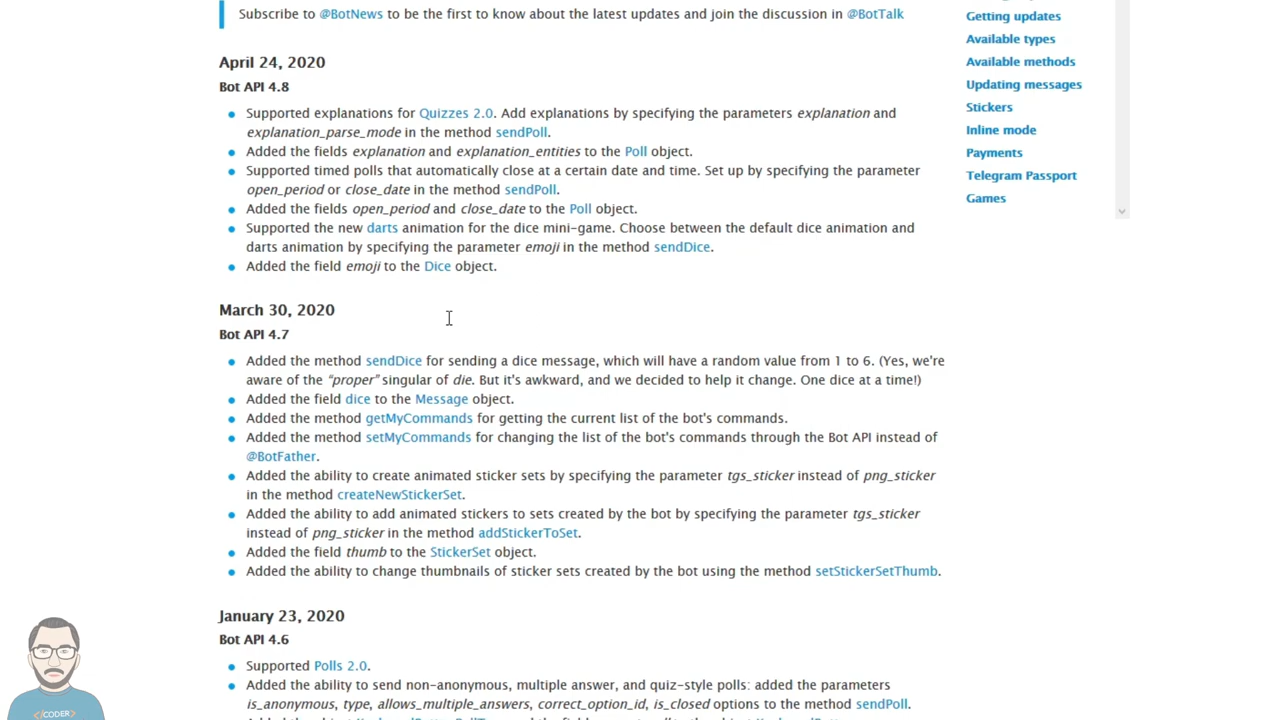 Subscribe to @BotNews to be the first to know about the latest updates and join the discussion in @BotTalk
April 24, 2020
Bot API 4.8
Supported explanations for Quizzes 2.0. Add explanations by specifying the parameters explanation and
explanation_parse_mode in the method sendPoll.
Added the fields explanation and explanation_entities to the Poll object.
Supported timed polls that automatically close at a certain date and time. Set up by specifying the parameter
open_period or close_date in the method sendPoll.
Added the fields open_period and close_date to the Poll object.
Supported the new darts animation for the dice mini-game. Choose between the default dice animation and
darts animation by specifying the parameter emoji in the method sendDice.
Added the field emoji to the Dice object.
March 30, 2020
Bot API 4.7
Added the method sendDice for sending a dice message, which will have a random value from 1 to 6. (Yes, we're
aware of the “proper” singular of die. But it's awkward, and we decided to help it change. One dice at a time!)
Added the field dice to the Message object.
Added the method getMyCommands for getting the current list of the bot's commands.
Added the method setMyCommands for changing the list of the bot's commands through the Bot API instead of
@BotFather.
Added the ability to create animated sticker sets by specifying the parameter tgs_sticker instead of png_sticker
in the method createNewStickerSet.
Added the ability to add animated stickers to sets created by the bot by specifying the parameter tgs_sticker
instead of png_sticker in the method addStickerToSet.
Added the field thumb to the StickerSet object.
Added the ability to change thumbnails of sticker sets created by the bot using the method setStickerSetThumb.
January 23, 2020
Bot API 4.6
Supported Polls 2.0.
Added the ability to send non-anonymous, multiple answer, and quiz-style polls: added the parameters
is_anonymous, type, allows_multiple_answers, correct_option_id, is_closed options to the method sendPoll.
Getting updates
Available types
Available methods
Updating messages
Stickers
Inline mode
Payments
Telegram Passport
Games
</CODER>